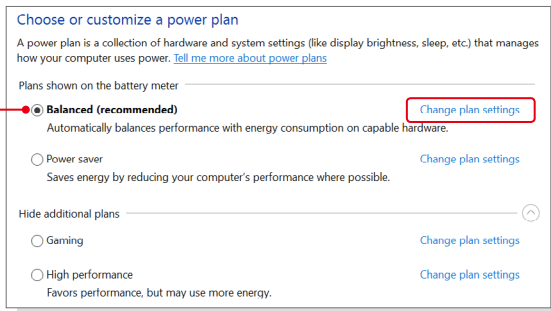 Choose or customize a power plan
A power plan is a collection of hardware and system settings (like display brightness, sleep, etc.) that manages
how your computer uses power. Tell me more about power plans
Plans shown on the battery meter
Balanced (recommended) Change plan settings
Automatically balances performance with energy consumption on capable hardware.
Power saver Change plan settings
Saves energy by reducing your computer's performance where possible.
Hide additional plans
Gaming Change plan settings
High performance Change plan settings
Favors performance, but may use more energy.